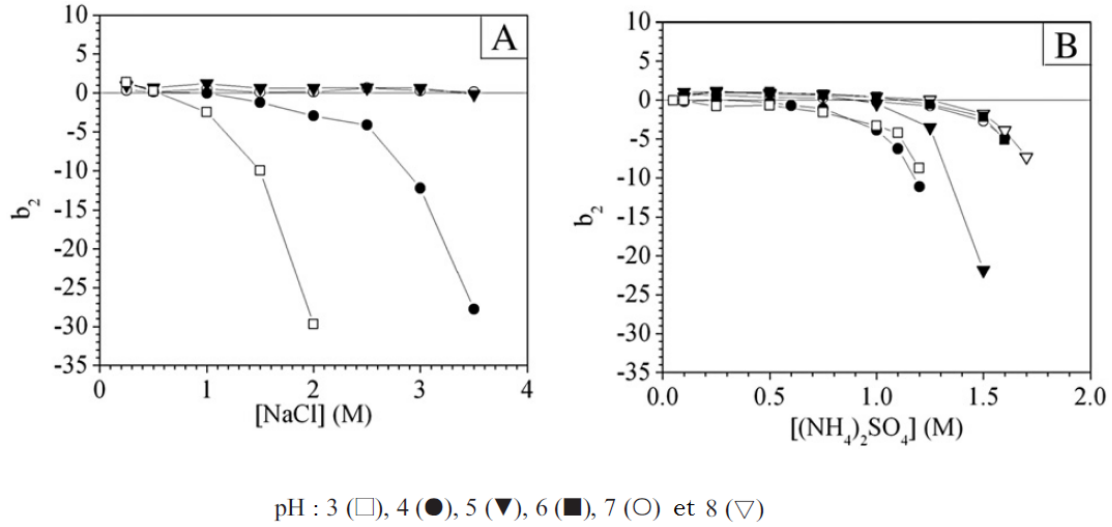 A
10
5
0
-5
-10
-15
-20
-25
-30
-35
b₂
0 1 2 3 4
[NaCl] (M)
B
10
5
0
-5
-10
-15
-20
-25
-30
-35
b₂
0.0 0.5 1.0 1.5 2.0
[(NH₄)₂SO₄] (M)
pH : 3 (□), 4 (●), 5 (▼), 6 (■), 7 (○) et 8 (▽)